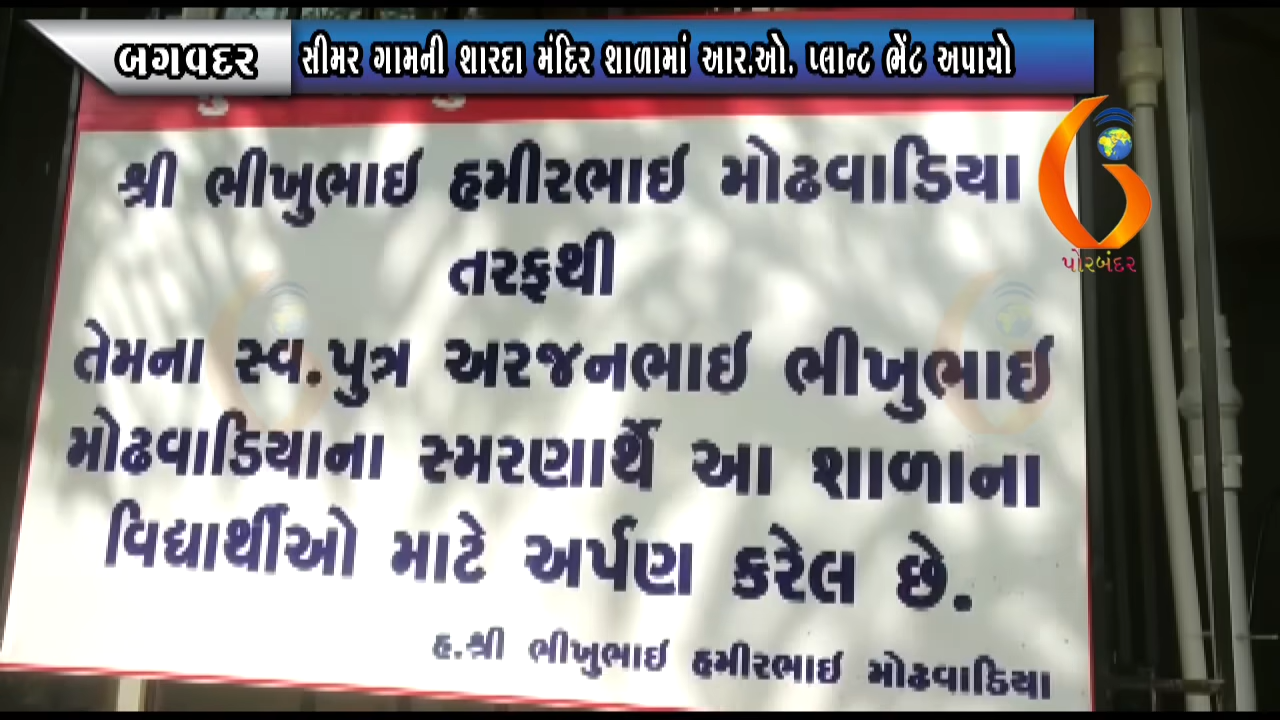 બગવદર
સીમર ગામની શારદા મંદિર શાળામાં આર.ઓ. પ્લાન્ટ ભેંટ અપાયો
પોરબંદર
શ્રી ભીખુભાઇ હમીરભાઇ મોઢવાડિયા
તરફથી
તેમના સ્વ.પુત્ર અરજનભાઇ ભીખુભાઇ
મોઢવાડિયાના સ્મરણાર્થે આ શાળાના
વિદ્યાર્થીઓ માટે અર્પણ કરેલ છે.
હ.શ્રી ભીખુભાઇ હમીરભાઇ મોઢવાડિયા